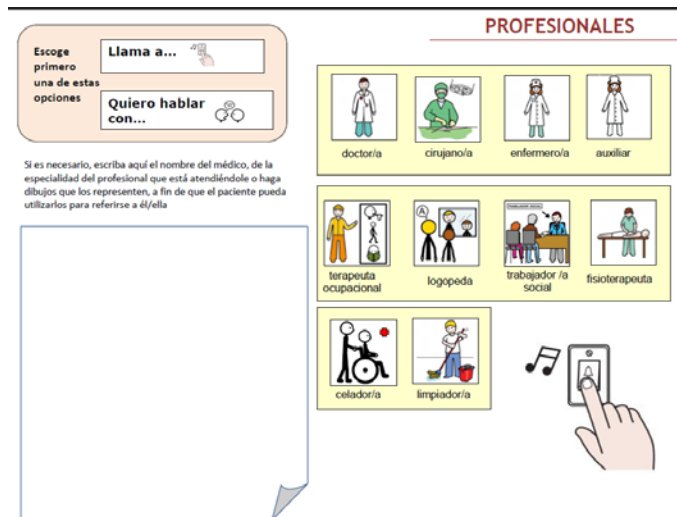 PROFESIONALES
Escoge
primero
una de estas
opciones
Llama a...
Quiero hablar
con...
Si es necesario, escriba aquí el nombre del médico, de la
especialidad del profesional que está atendiéndole o haga
dibujos que los representen, a fin de que el paciente pueda
utilizarlos para referirse a él/ella
doctor/a
cirujano/a
enfermero/a
auxiliar
TRABAJADOR SOCIAL
A
terapeuta
ocupacional
logopeda
trabajador /a
social
fisioterapeuta
celador/a
limpiador/a